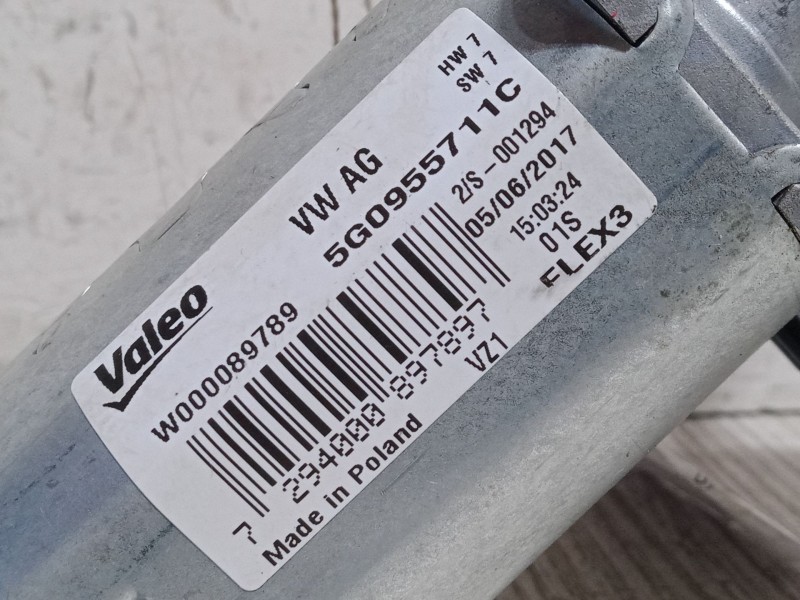 HW 7
SW 7
VW AG
5G0955711C
2/S-001294
05/06/2017
15:03:24
01S
FLEX3
Valeo
W000089789
7 294000 897897
VZ1
Made in Poland